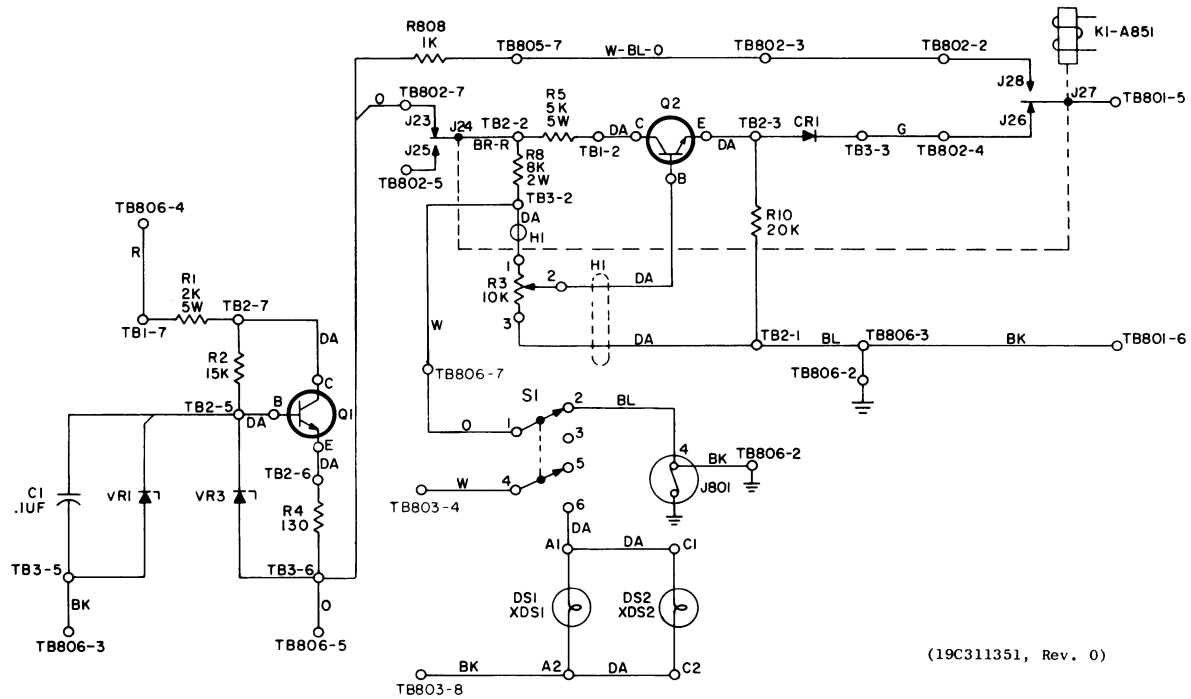 R808
1K
TB805-7
W-BL-O
TB802-3
TB802-2
K1-A851
J28
J27
TB801-5
J26
O
TB802-7
J23
J24
J25
TB802-5
TB2-2
BR-R
R5
5K
5W
TB1-2
DA
C
Q2
E
DA
B
TB2-3
CR1
TB3-3
G
TB802-4
R8
8K
2W
TB3-2
DA
H1
1
R3
10K
2
3
H1
DA
DA
R10
20K
TB2-1
BL
TB806-3
BK
TB801-6
TB806-2
TB806-4
R
R1
2K
5W
TB1-7
TB2-7
DA
R2
15K
C
TB2-5
DA
B
Q1
E
DA
TB2-6
C1
.1UF
VR1
VR3
R4
130
TB3-5
TB3-6
BK
O
TB806-3
TB806-5
W
TB806-7
O
S1
1
2
3
BL
4
5
6
W
TB803-4
DA
4
BK
TB806-2
J801
A1
DA
C1
DS1
XDS1
DS2
XDS2
BK
A2
DA
C2
TB803-8
(19C311351, Rev. 0)